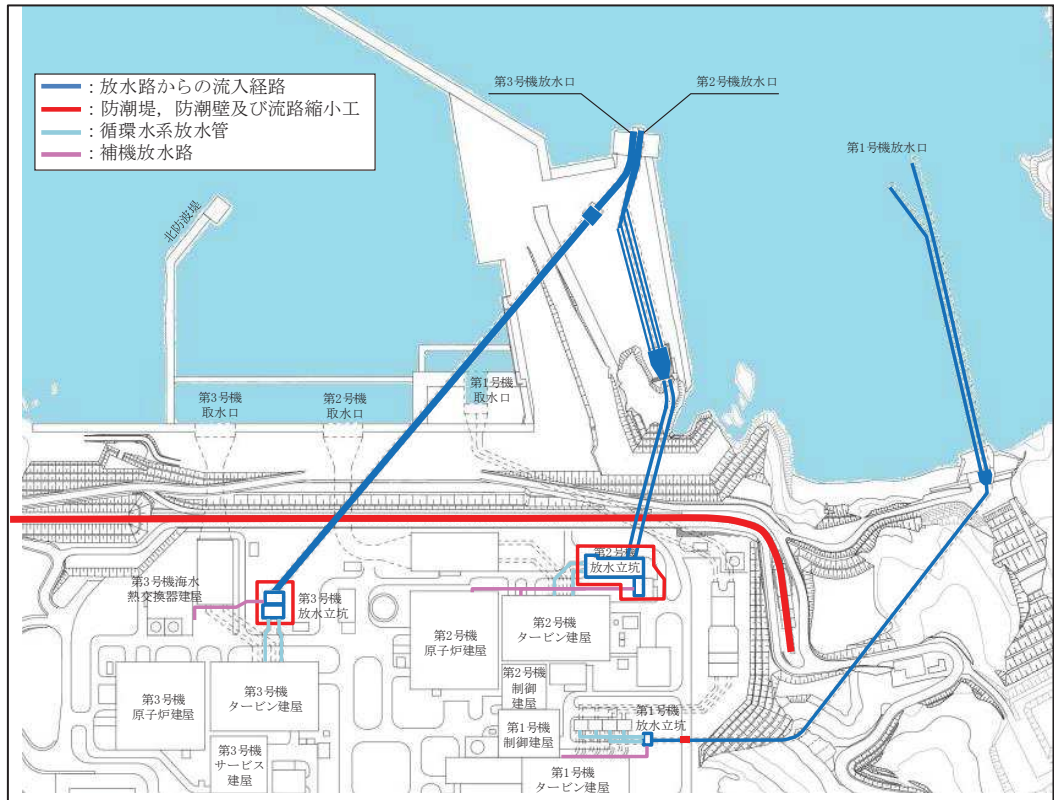 ：放水路からの流入経路
：防潮堤，防潮壁及び流路縮小工
：循環水系放水管
：補機放水路
第3号機放水口
第2号機放水口
第1号機放水口
北防波堤
第3号機
取水口
第2号機
取水口
第1号機
取水口
第3号機海水
熱交換器建屋
第3号機
放水立坑
第2号機
放水立坑
第2号機
原子炉建屋
第2号機
タービン建屋
第2号機
制御
建屋
第1号機
制御建屋
第1号機
放水立坑
第3号機
原子炉建屋
第3号機
タービン建屋
第3号機
サービス
建屋
第1号機
タービン建屋